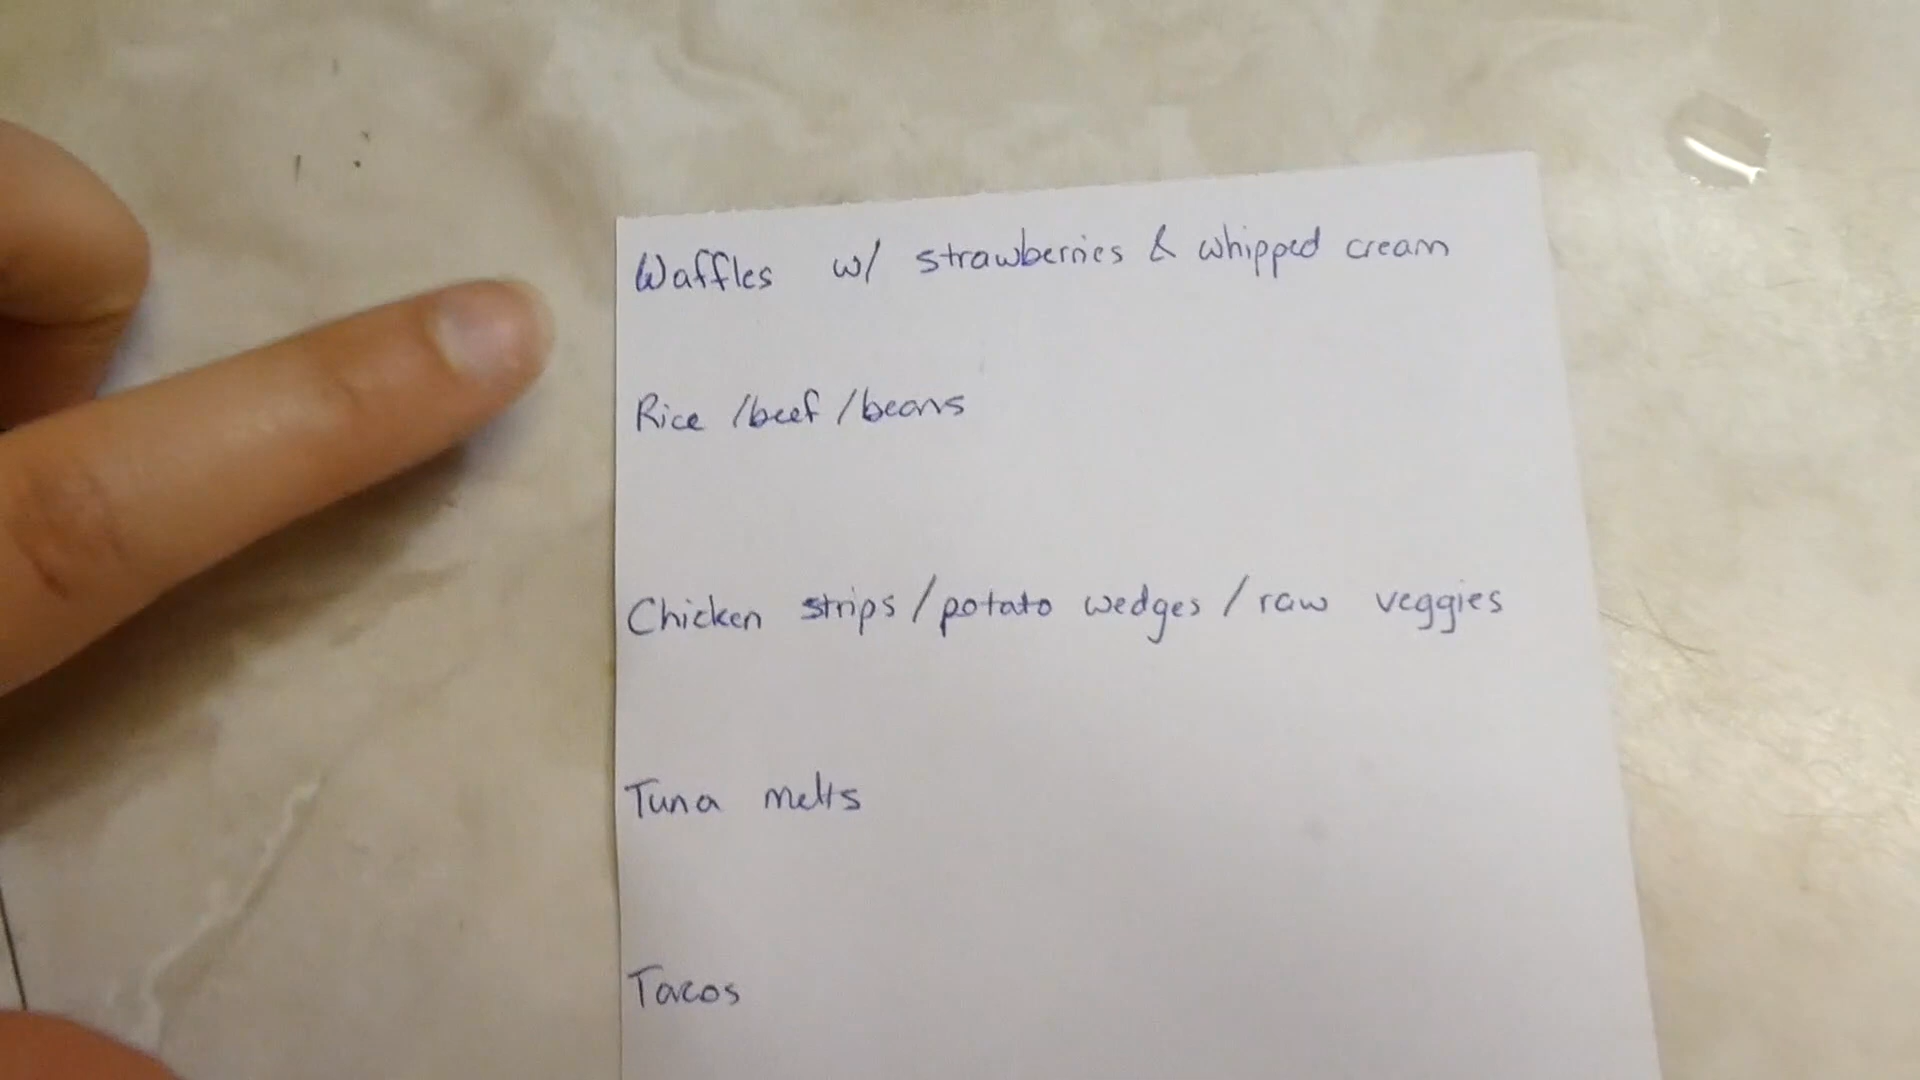 Waffles w/ strawberries & whipped cream
Rice /beef /beans
Chicken strips / potato wedges / raw veggies
Tuna melts
Tacos